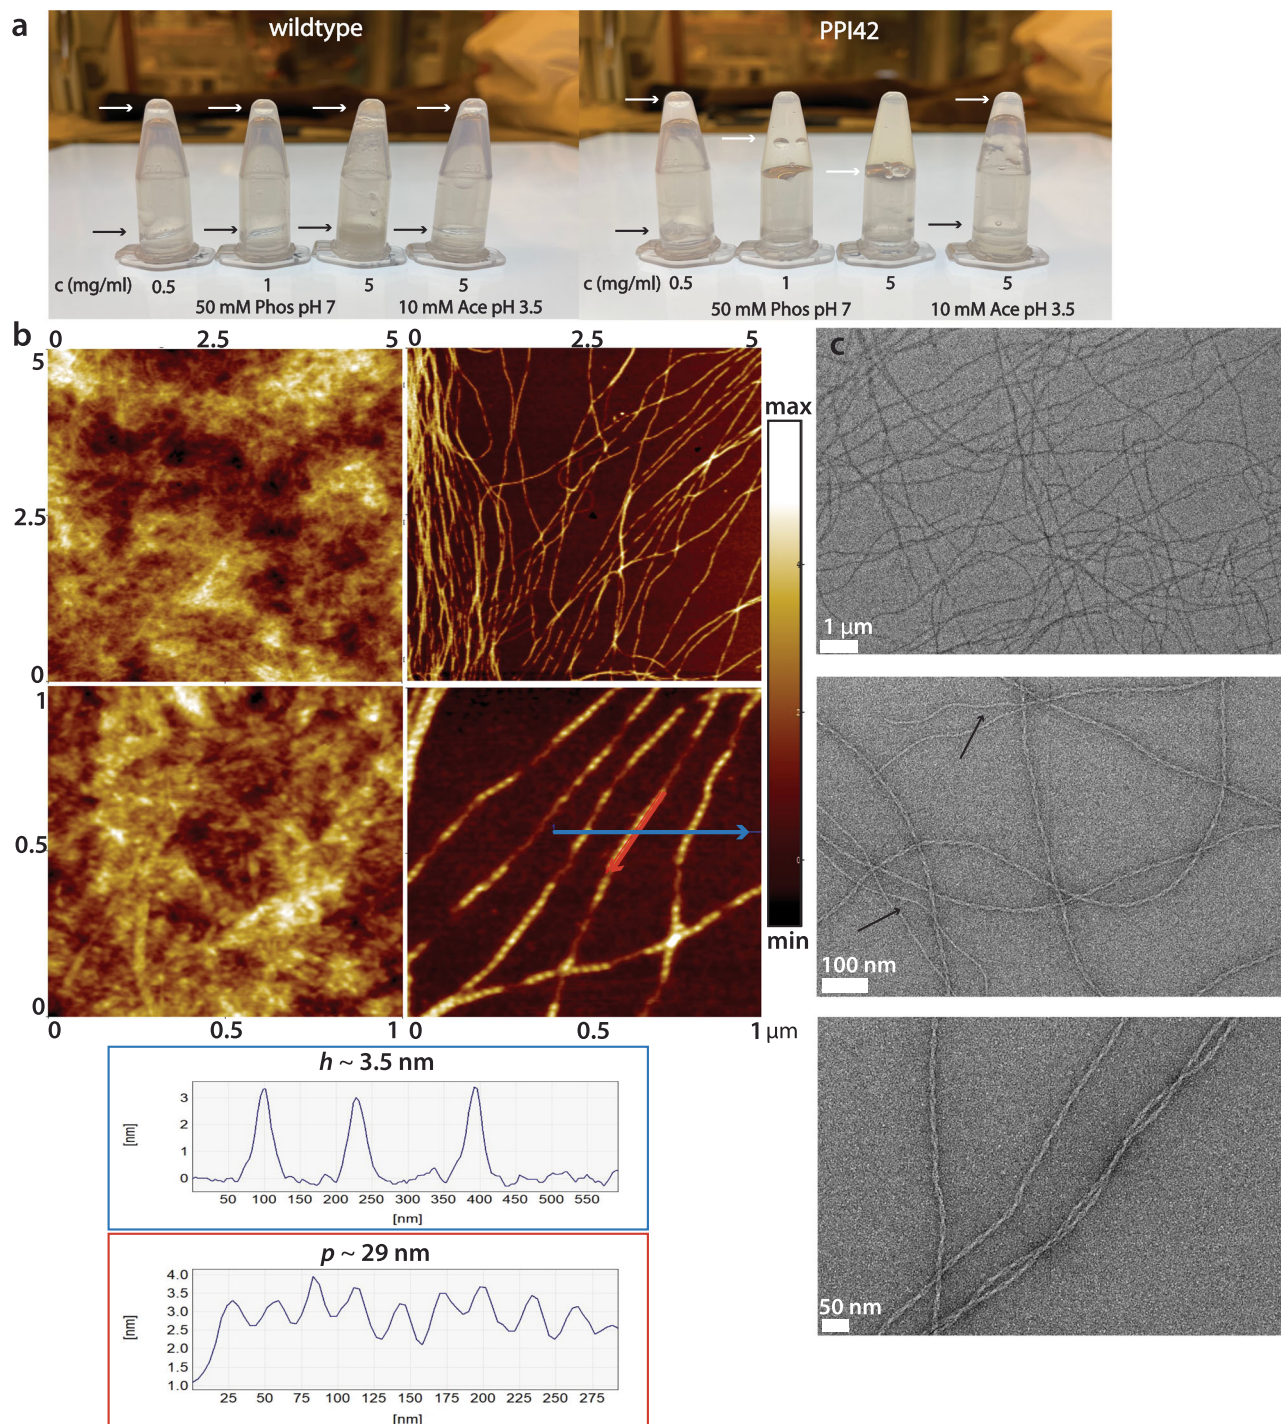 a
wildtype
PPI42
c (mg/ml) 0.5 1 5 5
50 mM Phos pH 7 10 mM Ace pH 3.5
c (mg/ml) 0.5 1 5 5
50 mM Phos pH 7 10 mM Ace pH 3.5
b
0 2.5 5
0 2.5 5
5
2.5
0
1
0.5
0
0 0.5 1
0 0.5 1 µm
max
min
c
1 µm
100 nm
50 nm
h ~ 3.5 nm
[nm]
3
2
1
0
50 100 150 200 250 300 350 400 450 500 550
[nm]
p ~ 29 nm
[nm]
4.0
3.5
3.0
2.5
2.0
1.5
1.0
25 50 75 100 125 150 175 200 225 250 275
[nm]